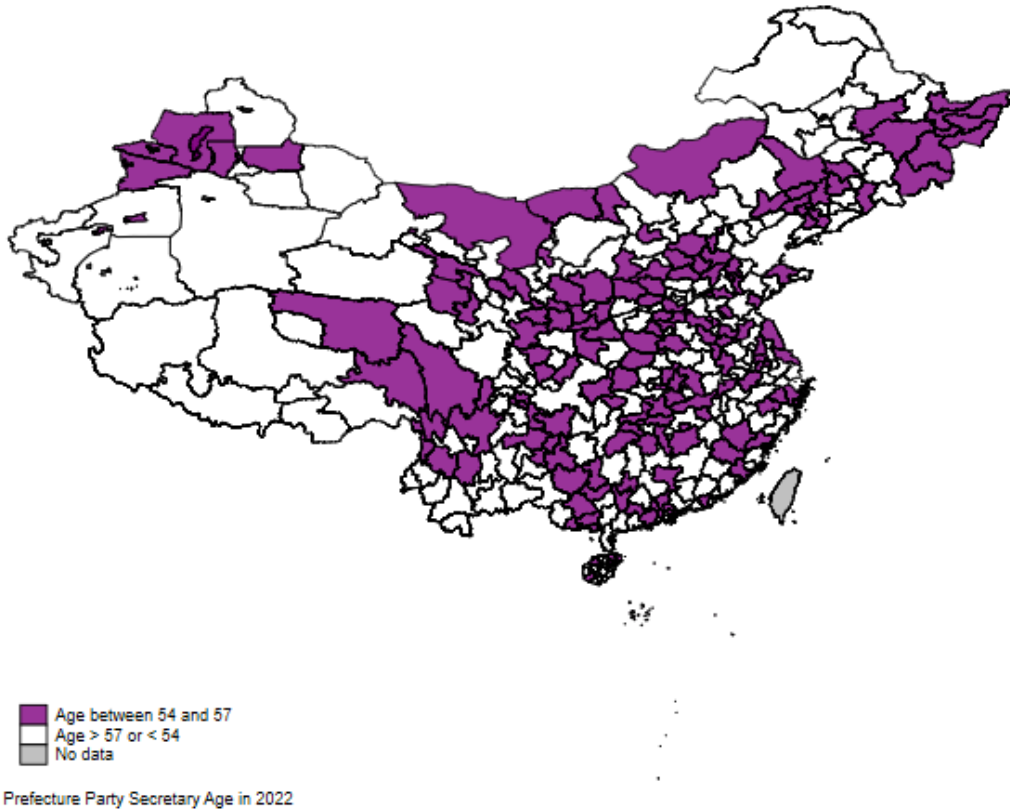 Age between 54 and 57
Age > 57 or < 54
No data
Prefecture Party Secretary Age in 2022